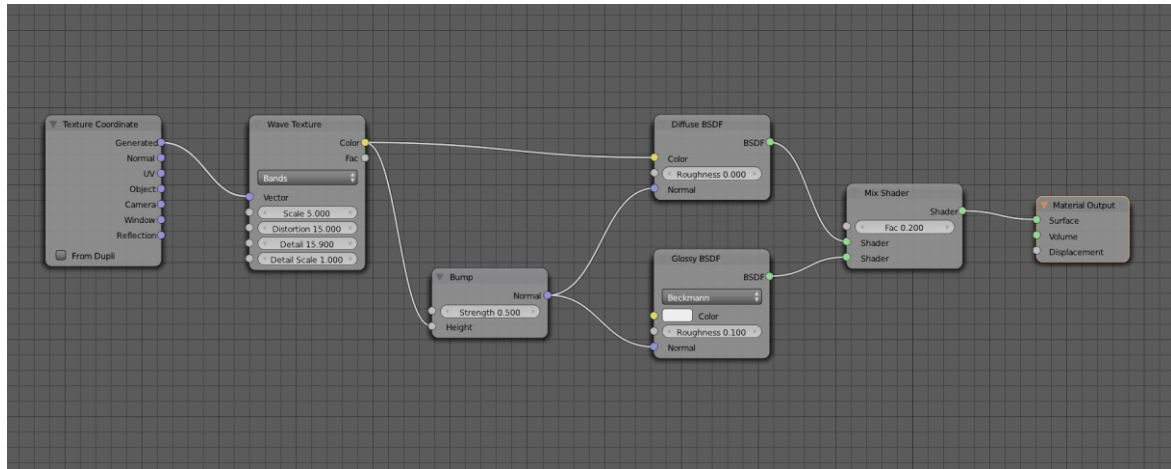 Texture Coordinate
Generated
Normal
UV
Object
Camera
Window
Reflection
From Dupli
Wave Texture
Color
Fac
Bands
Vector
Scale 5.000
Distortion 15.000
Detail 15.900
Detail Scale 1.000
Bump
Normal
Strength 0.500
Height
Diffuse BSDF
BSDF
Color
Roughness 0.000
Normal
Glossy BSDF
BSDF
Beckmann
Color
Roughness 0.100
Normal
Mix Shader
Shader
Fac 0.200
Shader
Shader
Material Output
Surface
Volume
Displacement